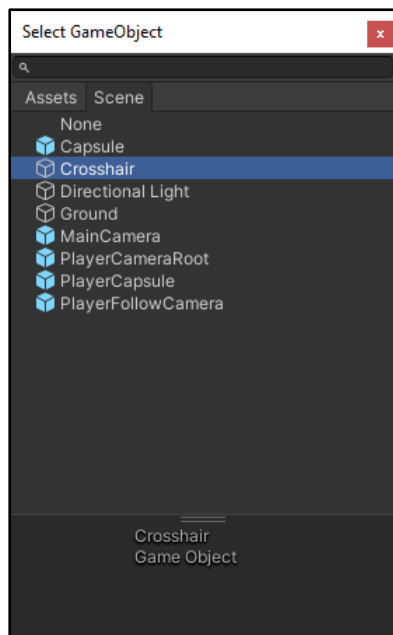 Select GameObject
x
Assets Scene
None
Capsule
Crosshair
Directional Light
Ground
MainCamera
PlayerCameraRoot
PlayerCapsule
PlayerFollowCamera
Crosshair
Game Object